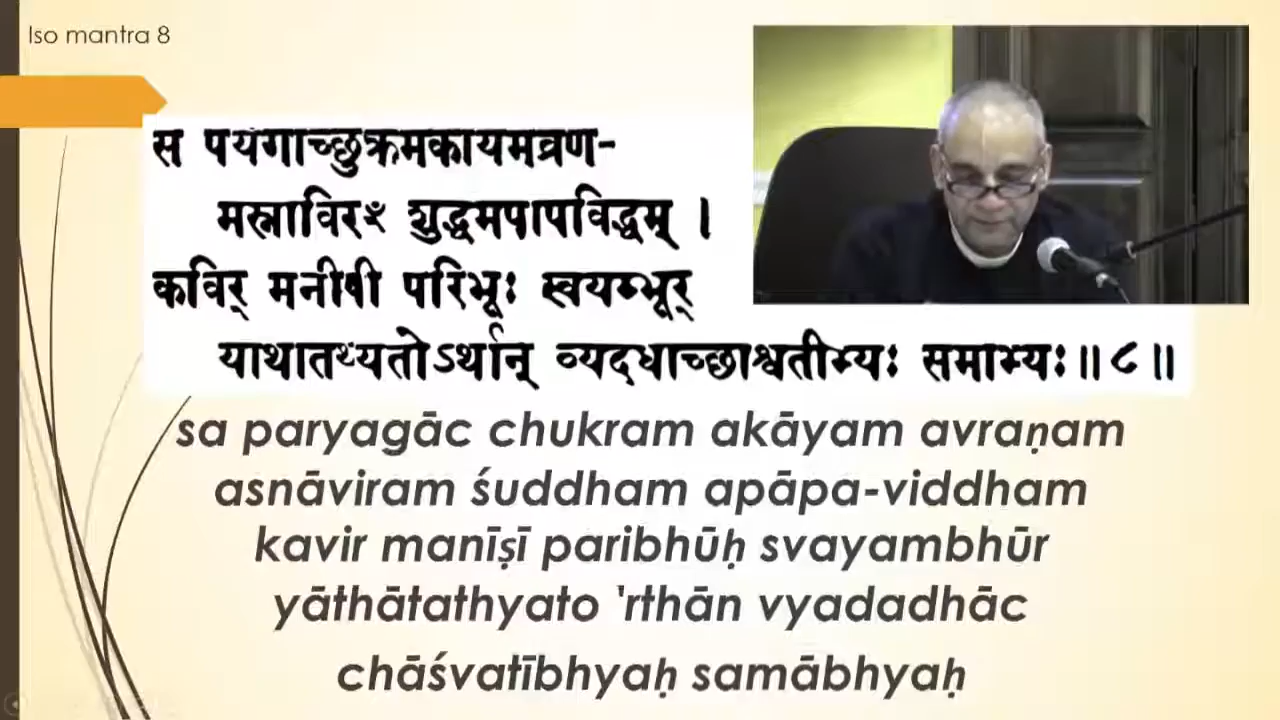 Iso mantra 8
स पर्यगाच्छुक्रमकायमव्रण-
मस्नाविरँ शुद्धमपापविद्धम् ।
कविर् मनीषी परिभूः स्वयम्भूर्
याथातथ्यतोऽर्थान् व्यदधाच्छाश्वतीभ्यः समाभ्यः॥८॥
sa paryagāc chukram akāyam avraṇam
asnāviram śuddham apāpa-viddham
kavir manīṣī paribhūḥ svayambhūr
yāthātathyato 'rthān vyadadhāc
chāśvatībhyaḥ samābhyaḥ